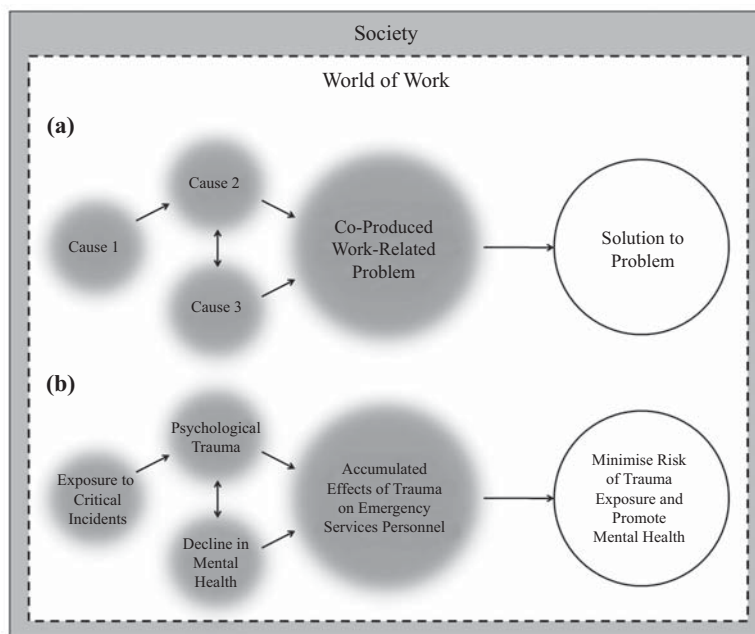 Society
World of Work
(a)
Cause 1
Cause 2
Cause 3
Co-Produced
Work-Related
Problem
Solution to
Problem
(b)
Exposure to
Critical
Incidents
Psychological
Trauma
Decline in
Mental
Health
Accumulated
Effects of Trauma
on Emergency
Services Personnel
Minimise Risk
of Trauma
Exposure and
Promote
Mental Health